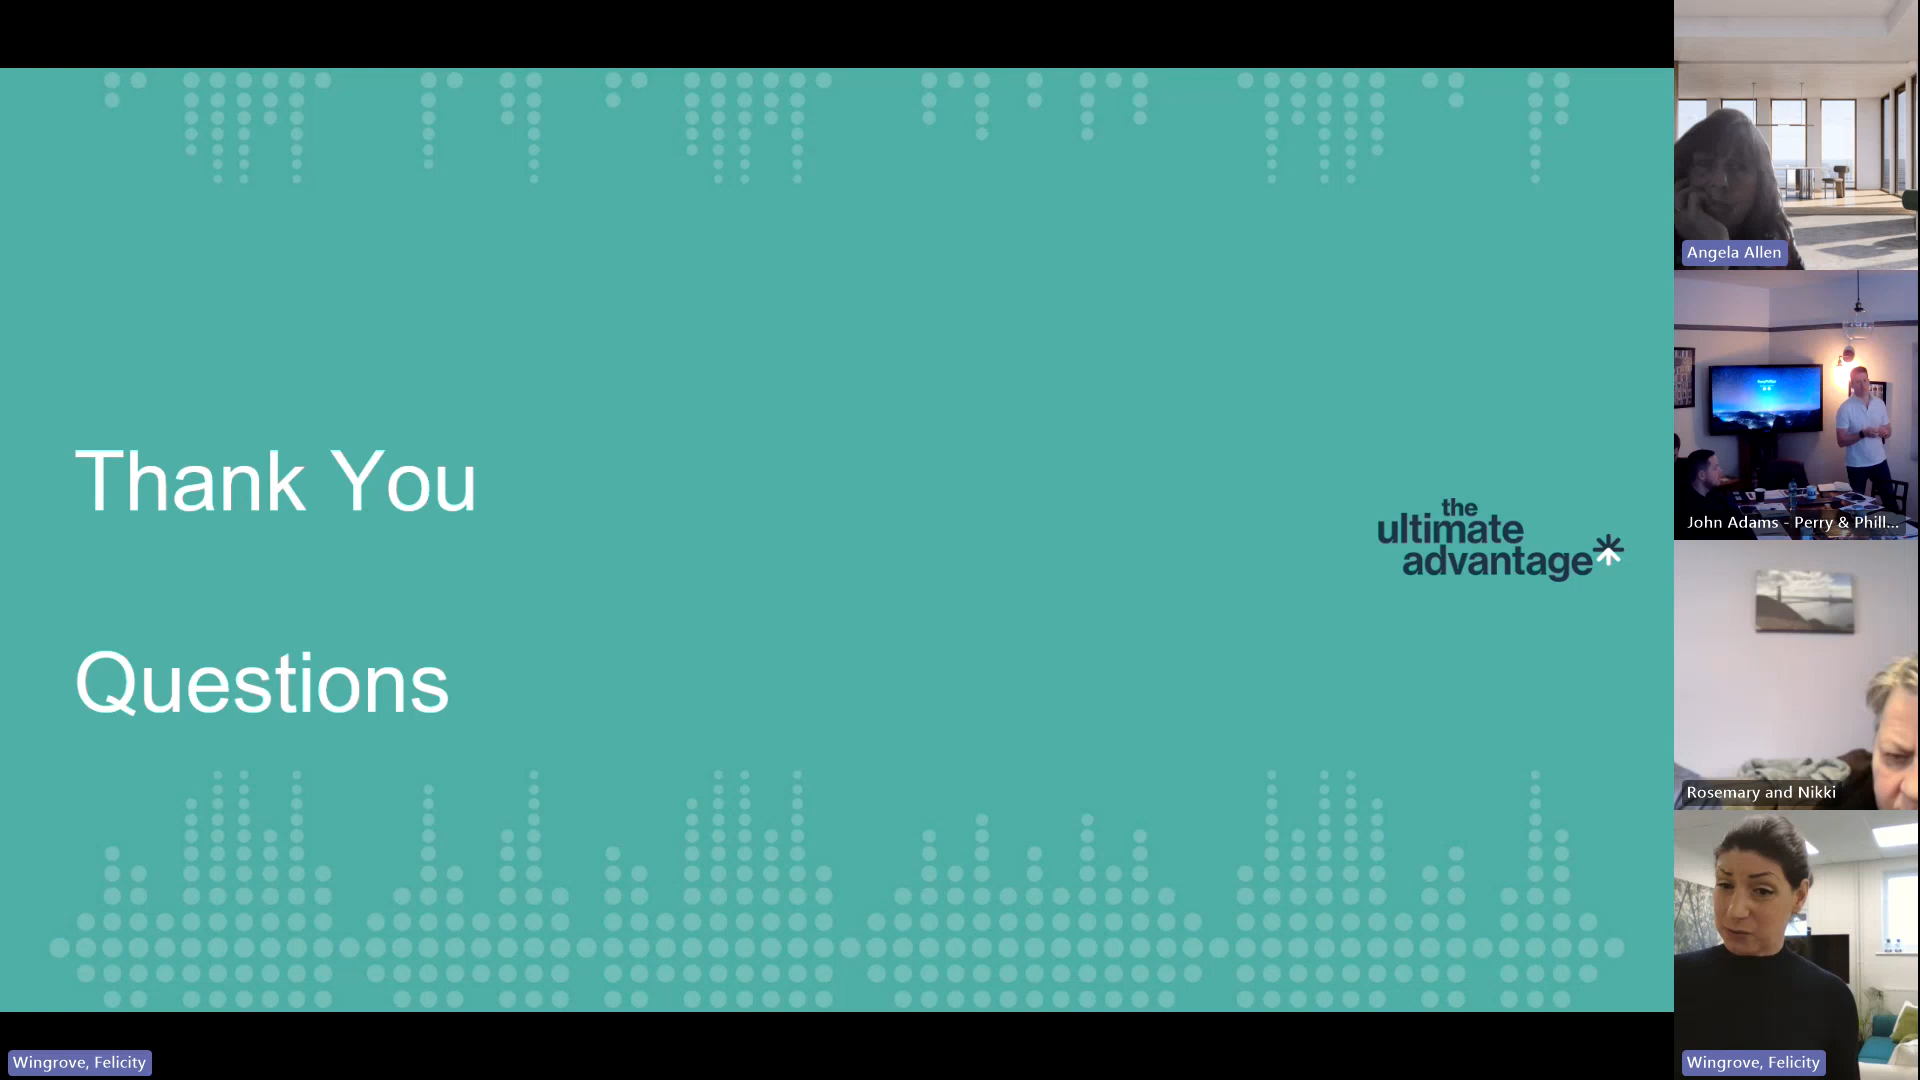 Thank You
Questions
the
ultimate
advantage
Wingrove, Felicity
Angela Allen
John Adams - Perry & Phill...
Rosemary and Nikki
Wingrove, Felicity